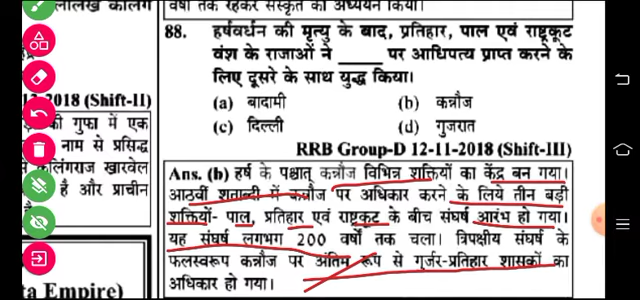 वर्षा तक रहकर संस्कृत का अध्ययन किया।
88. हर्षवर्धन की मृत्यु के बाद, प्रतिहार, पाल एवं राष्ट्रकूट
वंश के राजाओं ने _____ पर आधिपत्य प्राप्त करने के
लिए दूसरे के साथ युद्ध किया।
(a) बादामी (b) कन्नौज
(c) दिल्ली (d) गुजरात
RRB Group-D 12-11-2018 (Shift-III)
Ans. (b) हर्ष के पश्चात् कन्नौज विभिन्न शक्तियों का केंद्र बन गया।
आठवीं शताब्दी में कन्नौज पर अधिकार करने के लिये तीन बड़ी
शक्तियों- पाल, प्रतिहार एवं राष्ट्रकूट के बीच संघर्ष आरंभ हो गया।
यह संघर्ष लगभग 200 वर्षों तक चला। त्रिपक्षीय संघर्ष के
फलस्वरूप कन्नौज पर अंतिम रूप से गुर्जर-प्रतिहार शासकों का
अधिकार हो गया।
कलिंग
-2018 (Shift-II)
की गुफा में एक
नाम से प्रसिद्ध
कलिंगराज खारवेल
है और प्राचीन
ta Empire)